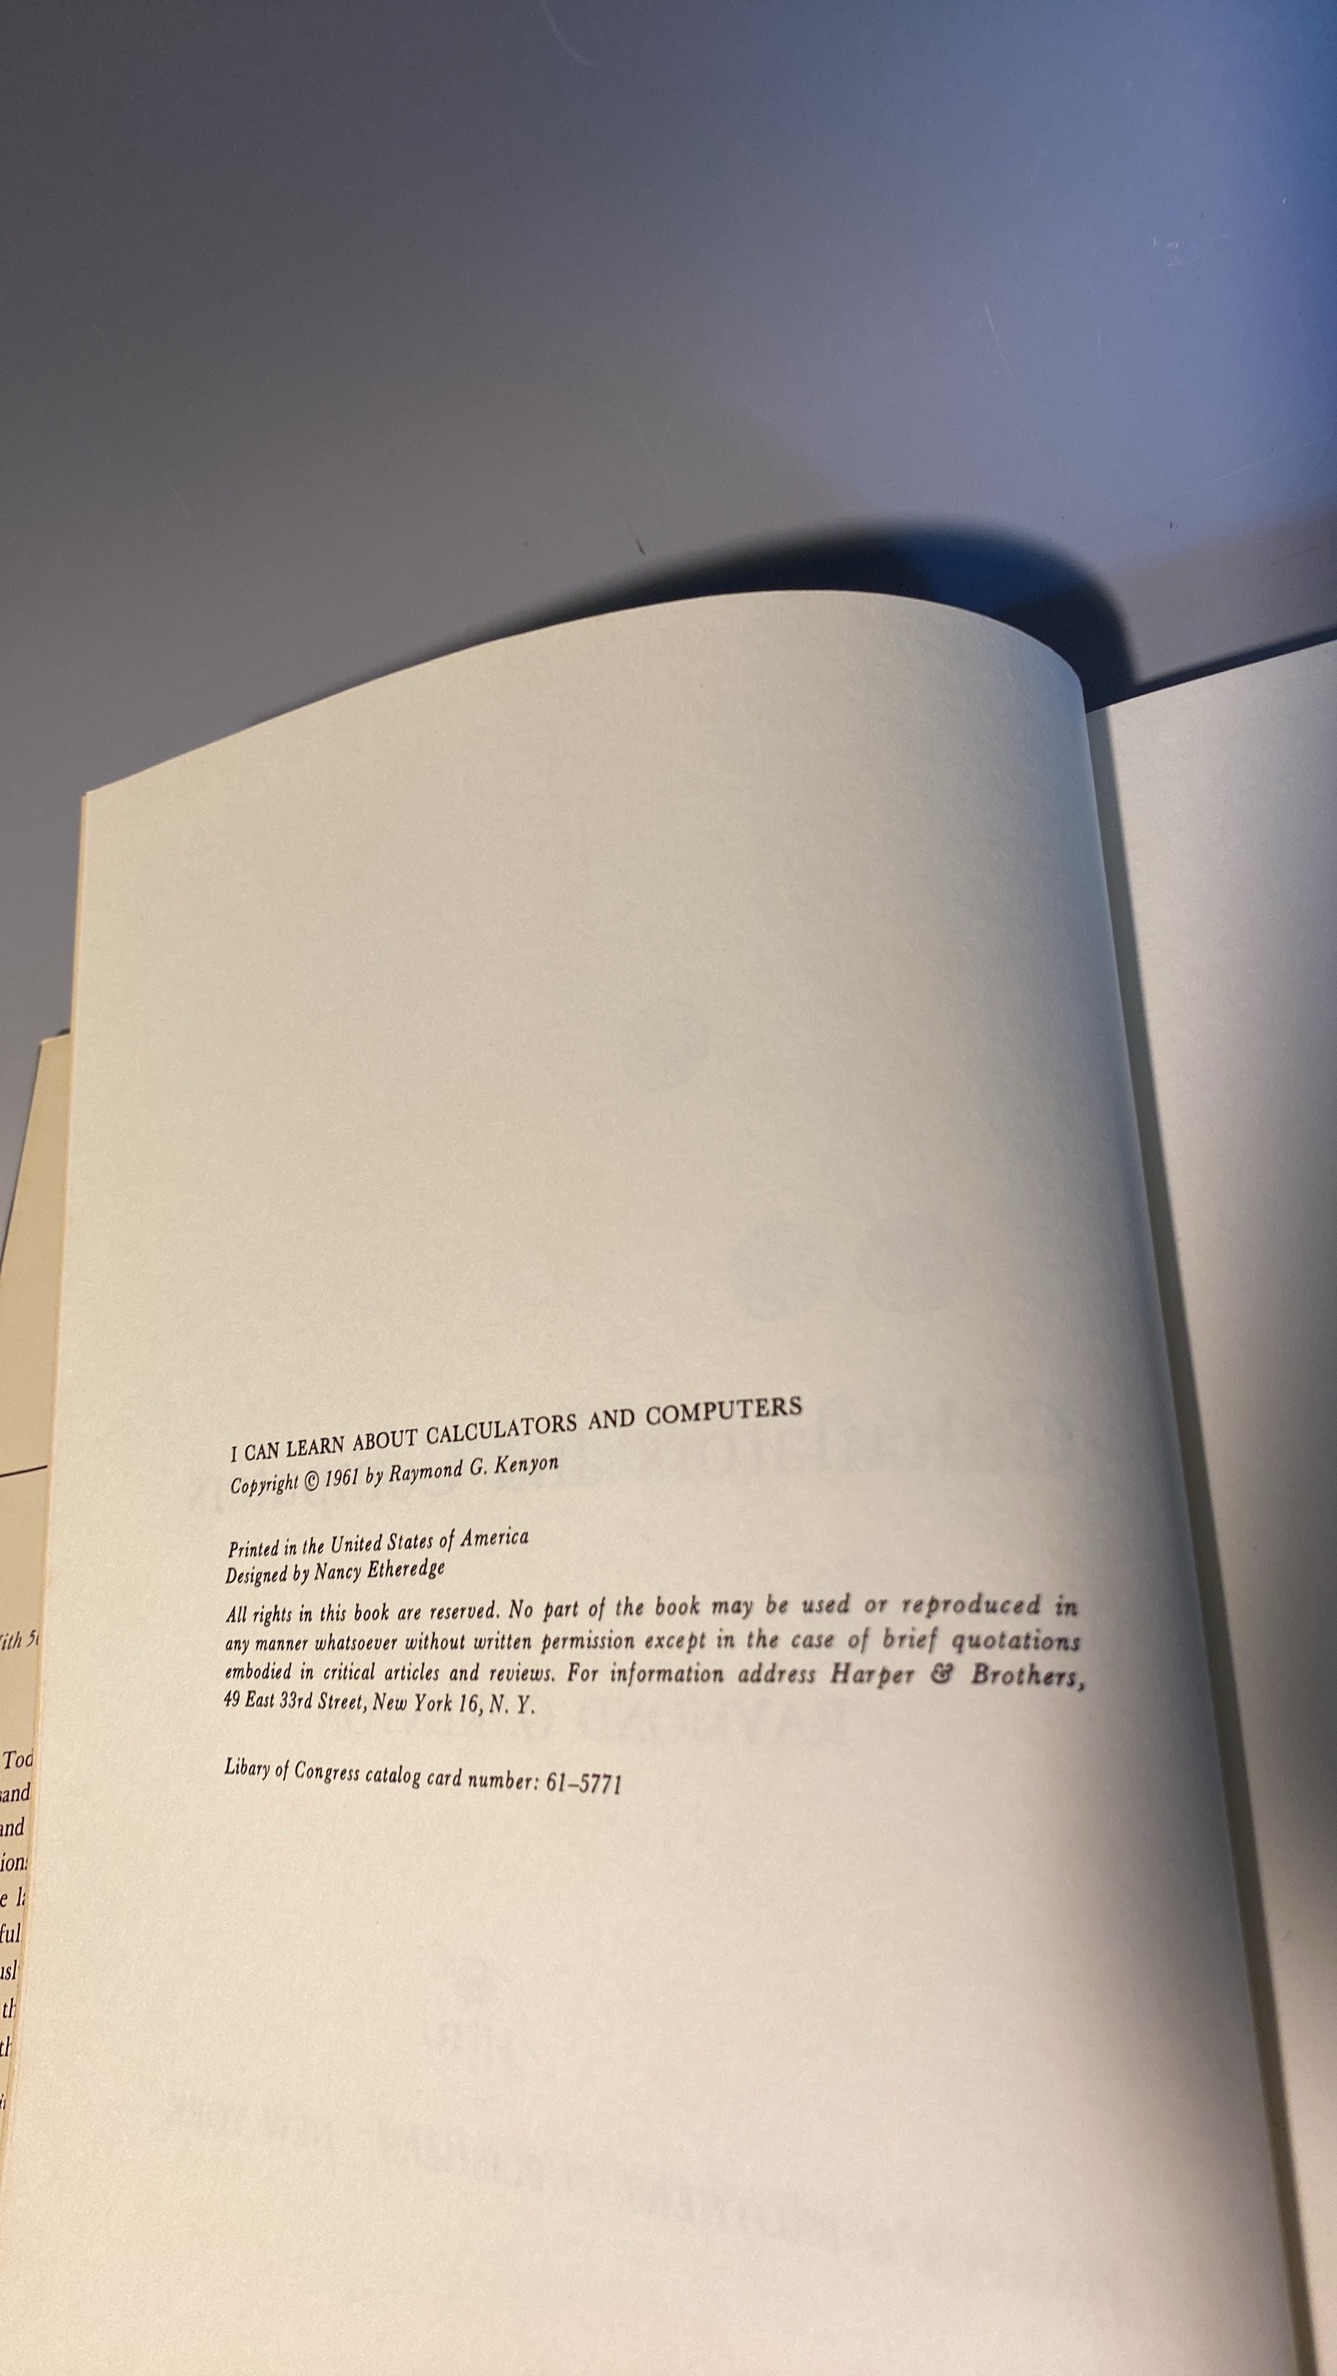 I CAN LEARN ABOUT CALCULATORS AND COMPUTERS
Copyright © 1961 by Raymond G. Kenyon
Printed in the United States of America
Designed by Nancy Etheredge
All rights in this book are reserved. No part of the book may be used or reproduced in
any manner whatsoever without written permission except in the case of brief quotations
embodied in critical articles and reviews. For information address Harper & Brothers,
49 East 33rd Street, New York 16, N. Y.
Libary of Congress catalog card number: 61–5771